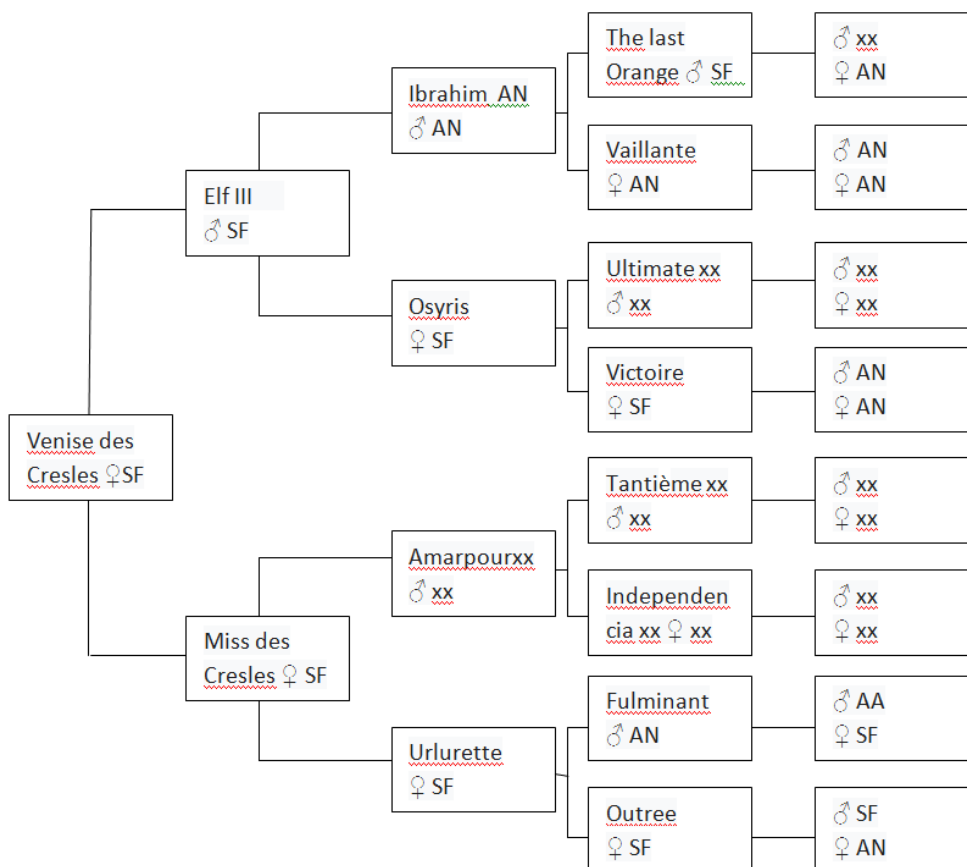 The last
Orange ♂ SF
♂ xx
♀ AN
Ibrahim AN
♂ AN
Vaillante
♀ AN
♂ AN
♀ AN
Elf III
♂ SF
Ultimate xx
♂ xx
♂ xx
♀ xx
Osyris
♀ SF
Victoire
♀ SF
♂ AN
♀ AN
Venise des
Cresles ♀SF
Tantième xx
♂ xx
♂ xx
♀ xx
Amarpourxx
♂ xx
Independen
cia xx ♀ xx
♂ xx
♀ xx
Miss des
Cresles ♀ SF
Fulminant
♂ AN
♂ AA
♀ SF
Urlurette
♀ SF
Outree
♀ SF
♂ SF
♀ AN